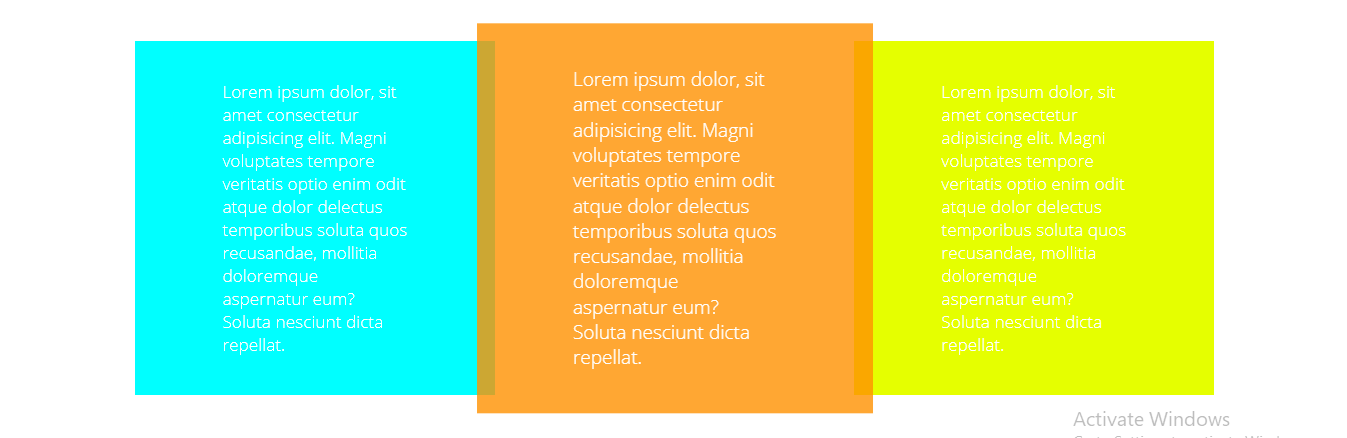 Lorem ipsum dolor, sit
amet consectetur
adipisicing elit. Magni
voluptates tempore
veritatis optio enim odit
atque dolor delectus
temporibus soluta quos
recusandae, mollitia
doloremque
aspernatur eum?
Soluta nesciunt dicta
repellat.
Lorem ipsum dolor, sit
amet consectetur
adipisicing elit. Magni
voluptates tempore
veritatis optio enim odit
atque dolor delectus
temporibus soluta quos
recusandae, mollitia
doloremque
aspernatur eum?
Soluta nesciunt dicta
repellat.
Lorem ipsum dolor, sit
amet consectetur
adipisicing elit. Magni
voluptates tempore
veritatis optio enim odit
atque dolor delectus
temporibus soluta quos
recusandae, mollitia
doloremque
aspernatur eum?
Soluta nesciunt dicta
repellat.
Activate Windows